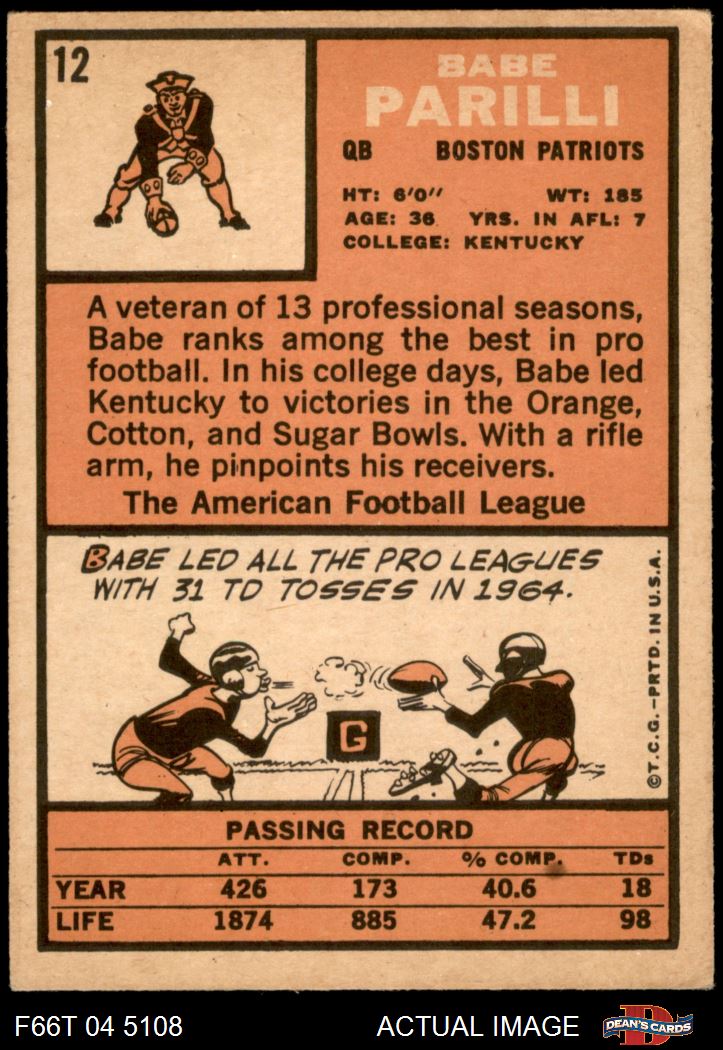 12
BABE
PARILLI
QB BOSTON PATRIOTS
HT: 6'0'' WT: 185
AGE: 36 YRS. IN AFL: 7
COLLEGE: KENTUCKY
A veteran of 13 professional seasons,
Babe ranks among the best in pro
football. In his college days, Babe led
Kentucky to victories in the Orange,
Cotton, and Sugar Bowls. With a rifle
arm, he pinpoints his receivers.
The American Football League
BABE LED ALL THE PRO LEAGUES
WITH 31 TD TOSSES IN 1964.
G
©T.C.G.–PRTD. IN U.S.A.
PASSING RECORD
ATT. COMP. % COMP. TDs
YEAR 426 173 40.6 18
LIFE 1874 885 47.2 98
F66T 04 5108 ACTUAL IMAGE
D
DEAN'S CARDS